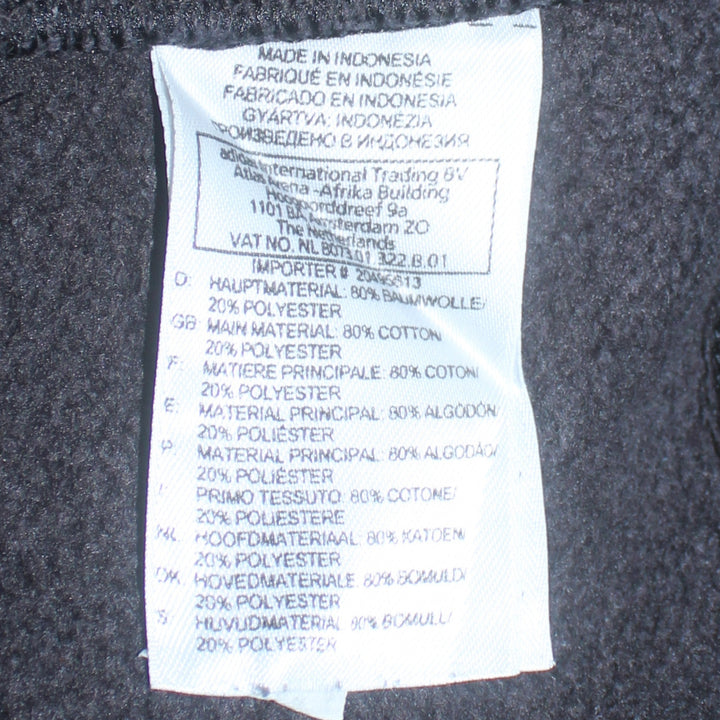 MADE IN INDONESIA
FABRIQUÉ EN INDONÉSIE
FABRICADO EN INDONESIA
GYÁRTVA: INDONÉZIA
ПРОИЗВЕДЕНО В ИНДОНЕЗИЯ
adidas International Trading BV
Atlas Arena - Afrika Building
Hoogoorddreef 9a
1101 BA Amsterdam ZO
The Netherlands
VAT NO. NL 8073.01.322.B.01
IMPORTER #
D: HAUPTMATERIAL: 80% BAUMWOLLE/
20% POLYESTER
GB: MAIN MATERIAL: 80% COTTON/
20% POLYESTER
F: MATIERE PRINCIPALE: 80% COTON/
20% POLYESTER
E: MATERIAL PRINCIPAL: 80% ALGODÓN/
20% POLIÉSTER
P: MATERIAL PRINCIPAL: 80% ALGODÃO/
20% POLIÉSTER
I: PRIMO TESSUTO: 80% COTONE/
20% POLIESTERE
NL: HOOFDMATERIAAL: 80% KATOEN/
20% POLYESTER
DK: HOVEDMATERIALE: 80% BOMULD/
20% POLYESTER
S: HUVUDMATERIAL: 80% BOMULL/
20% POLYESTER